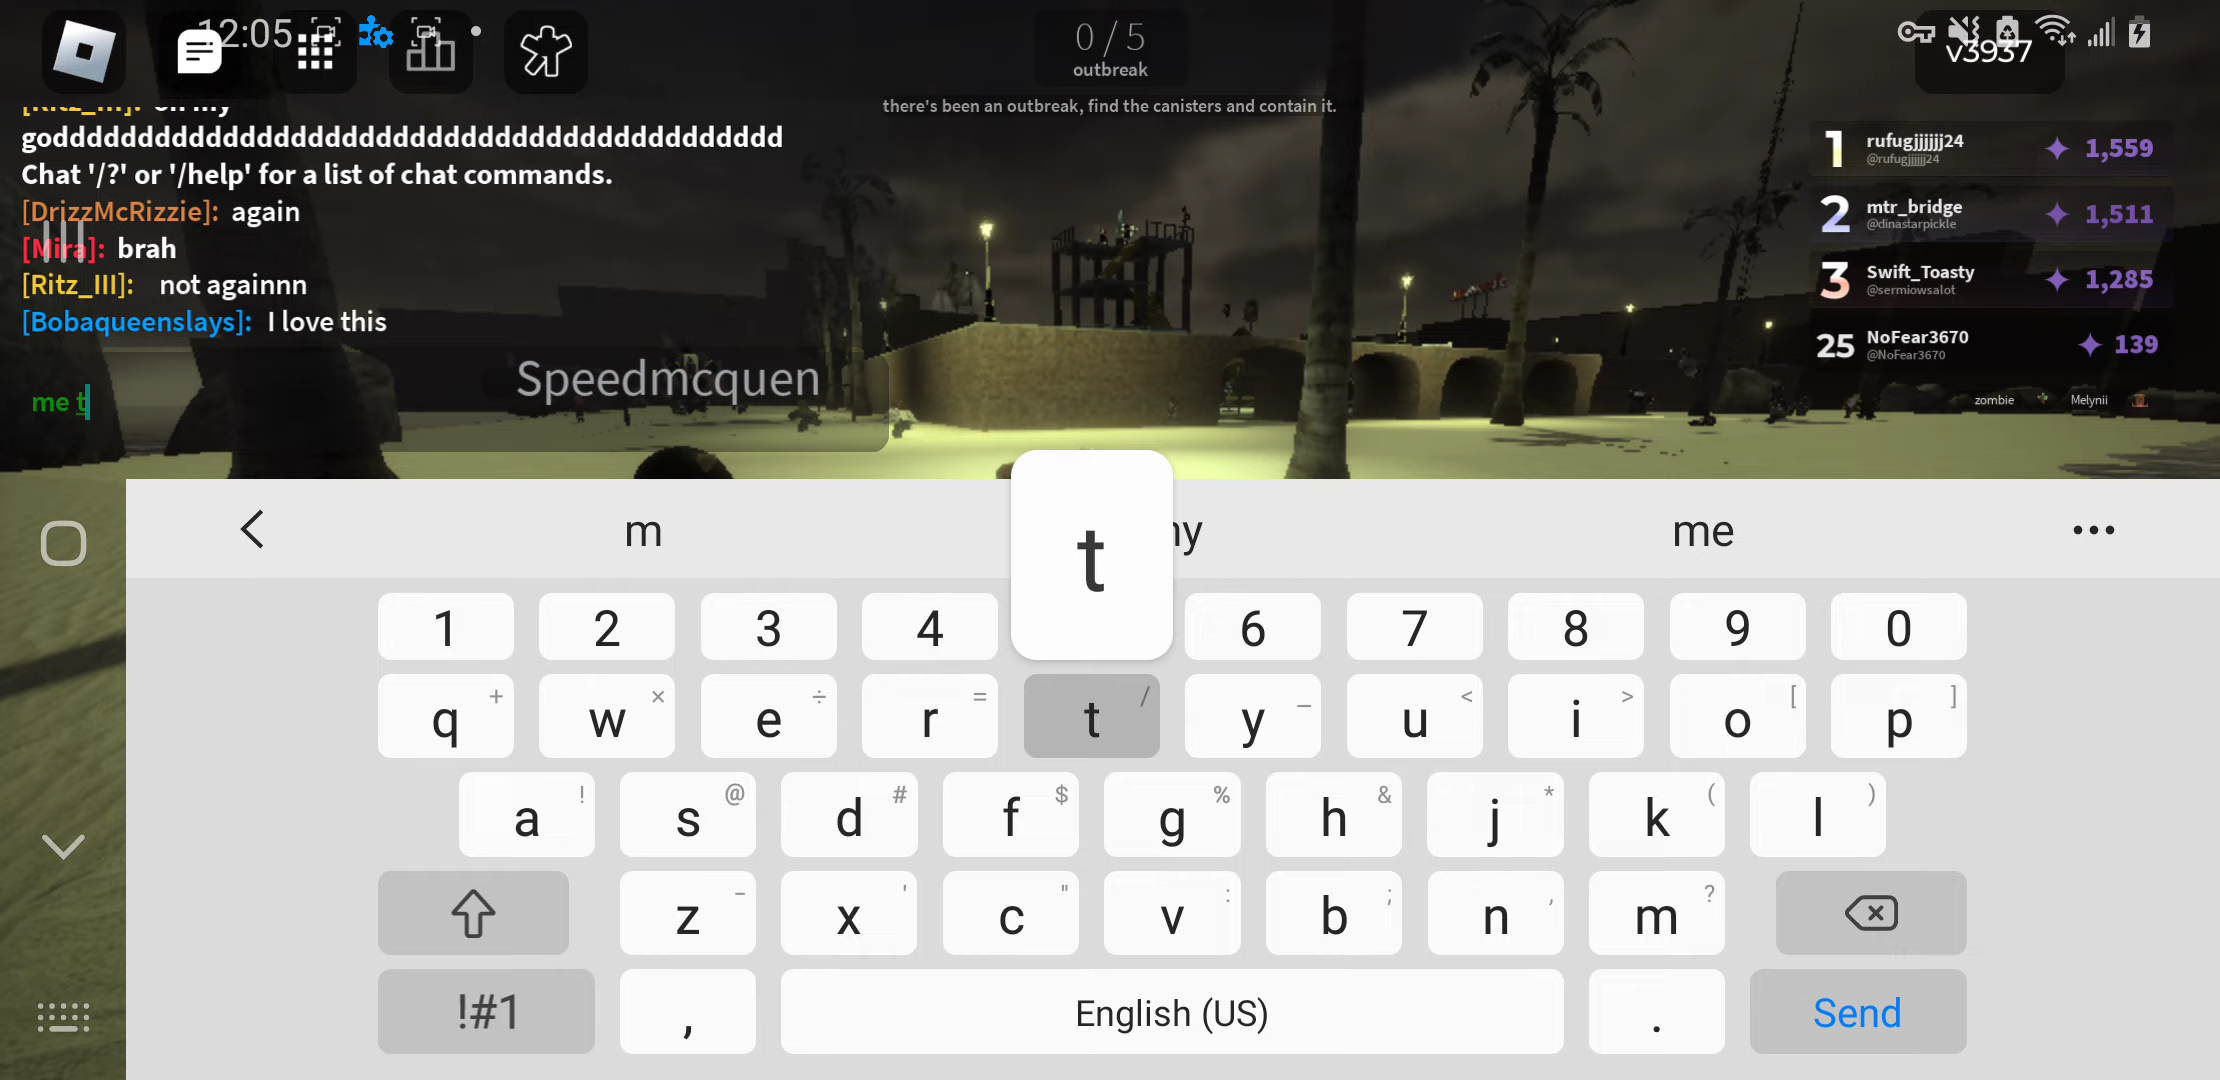 12:05
0 / 5
outbreak
v3937
there's been an outbreak, find the canisters and contain it.
oh my
goddddddddddddddddddddddddddddddddddddddddddd
Chat '/?' or '/help' for a list of chat commands.
[DrizzMcRizzie]: again
[Mira]: brah
[Ritz_III]: not againnn
[Bobaqueenslays]: I love this
me t
Speedmcquen
1 rufugjjjjjj24 1,559
@rufugjjjjjj24
2 mtr_bridge 1,511
@dinastarpickle
3 Swift_Toasty 1,285
@sermiowsalot
25 NoFear3670 139
@NoFear3670
zombie Melynii
m me •••
t
1 2 3 4 6 7 8 9 0
q + w × e ÷ r = t / y _ u < i > o [ p ]
a ! s @ d # f $ g % h & j * k ( l )
z - x ' c " v : b ; n , m ?
!#1 , English (US) . Send